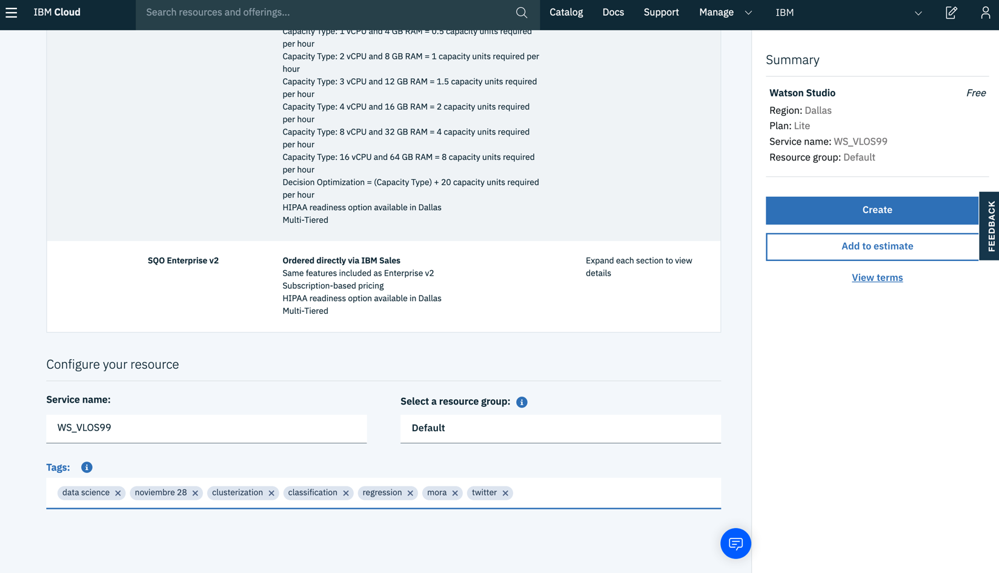 IBM Cloud
Search resources and offerings...
Catalog
Docs
Support
Manage
IBM
Capacity Type: 1 vCPU and 4 GB RAM = 0.5 capacity units required
per hour
Capacity Type: 2 vCPU and 8 GB RAM = 1 capacity units required per
hour
Capacity Type: 3 vCPU and 12 GB RAM = 1.5 capacity units required
per hour
Capacity Type: 4 vCPU and 16 GB RAM = 2 capacity units required
per hour
Capacity Type: 8 vCPU and 32 GB RAM = 4 capacity units required
per hour
Capacity Type: 16 vCPU and 64 GB RAM = 8 capacity units required
per hour
Decision Optimization = (Capacity Type) + 20 capacity units required
per hour
HIPAA readiness option available in Dallas
Multi-Tiered
SQO Enterprise v2
Ordered directly via IBM Sales
Same features included as Enterprise v2
Subscription-based pricing
HIPAA readiness option available in Dallas
Multi-Tiered
Expand each section to view
details
Configure your resource
Service name:
WS_VLOS99
Select a resource group:
Default
Tags:
data science
noviembre 28
clusterization
classification
regression
mora
twitter
Summary
Watson Studio
Free
Region: Dallas
Plan: Lite
Service name: WS_VLOS99
Resource group: Default
Create
Add to estimate
View terms
FEEDBACK